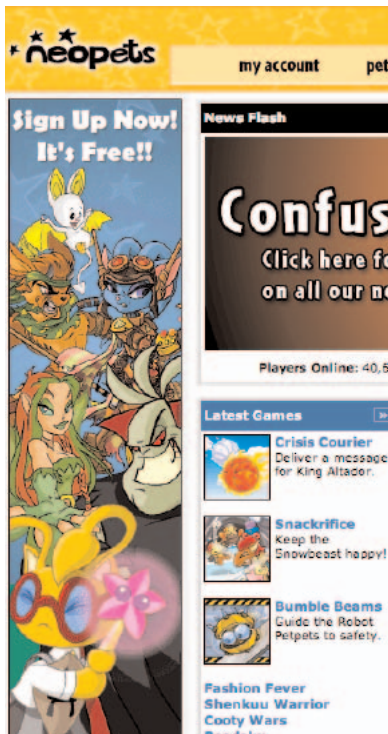 neopets
my account pet
Sign Up Now!
It's Free!!
News Flash
Confus
Click here fo
on all our ne
Players Online: 40,5
Latest Games
Crisis Courier
Deliver a message
for King Altador.
Snackrifice
Keep the
Snowbeast happy!
Bumble Beams
Guide the Robot
Petpets to safety.
Fashion Fever
Shenkuu Warrior
Cooty Wars